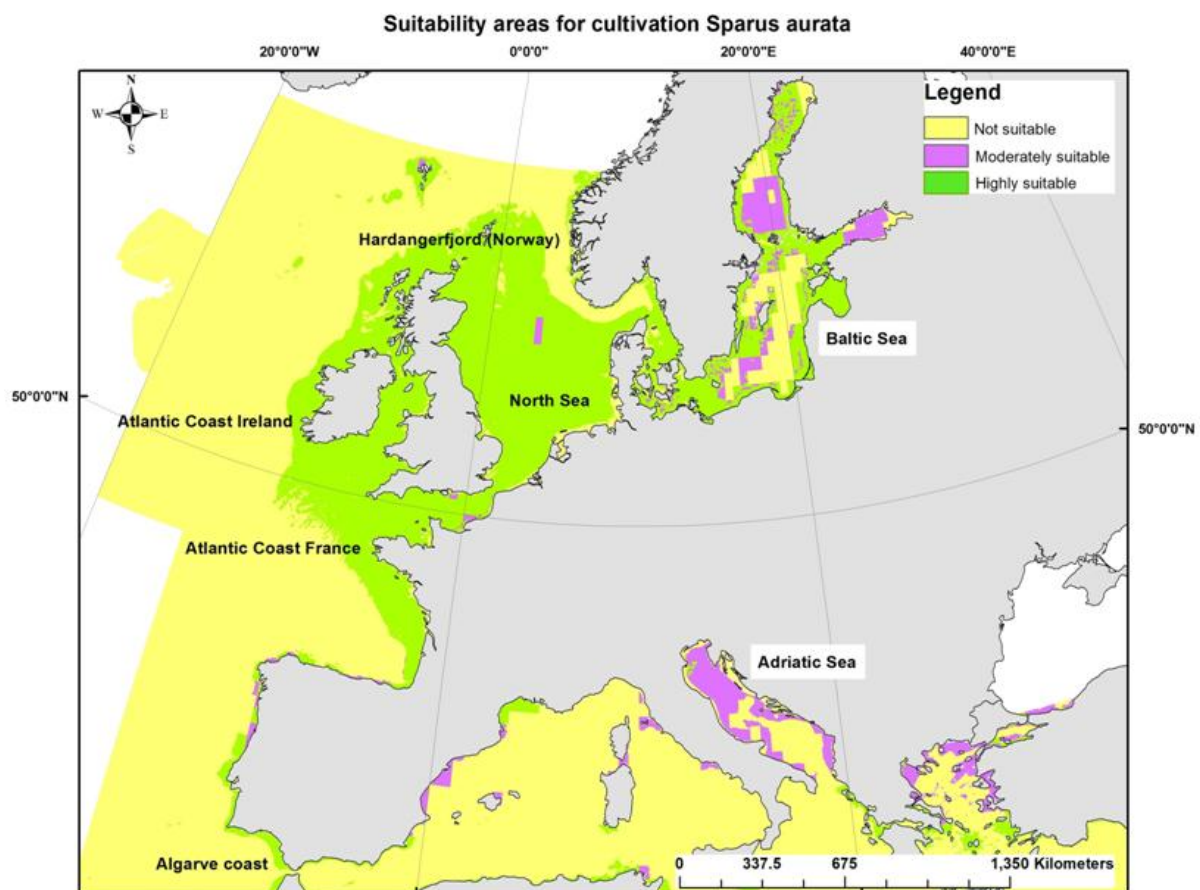 Suitability areas for cultivation Sparus aurata
20°0'0"W
0°0'0"
20°0'0"E
40°0'0"E
N
W
E
S
Legend
Not suitable
Moderately suitable
Highly suitable
Hardangerfjord (Norway)
Baltic Sea
50°0'0"N
North Sea
Atlantic Coast Ireland
50°0'0"N
Atlantic Coast France
Adriatic Sea
Algarve coast
0 337.5 675 1,350 Kilometers